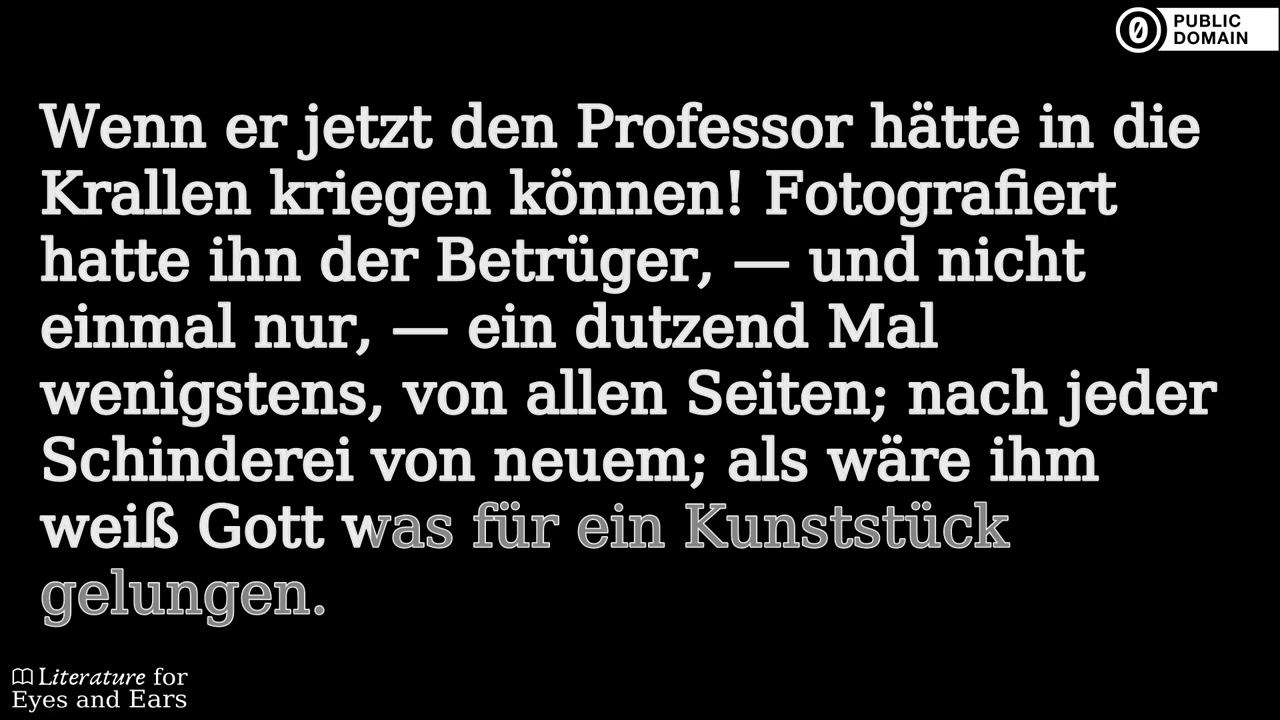 PUBLIC
DOMAIN
Wenn er jetzt den Professor hätte in die
Krallen kriegen können! Fotografiert
hatte ihn der Betrüger, — und nicht
einmal nur, — ein dutzend Mal
wenigstens, von allen Seiten; nach jeder
Schinderei von neuem; als wäre ihm
weiß Gott was für ein Kunststück
gelungen.
Literature for
Eyes and Ears